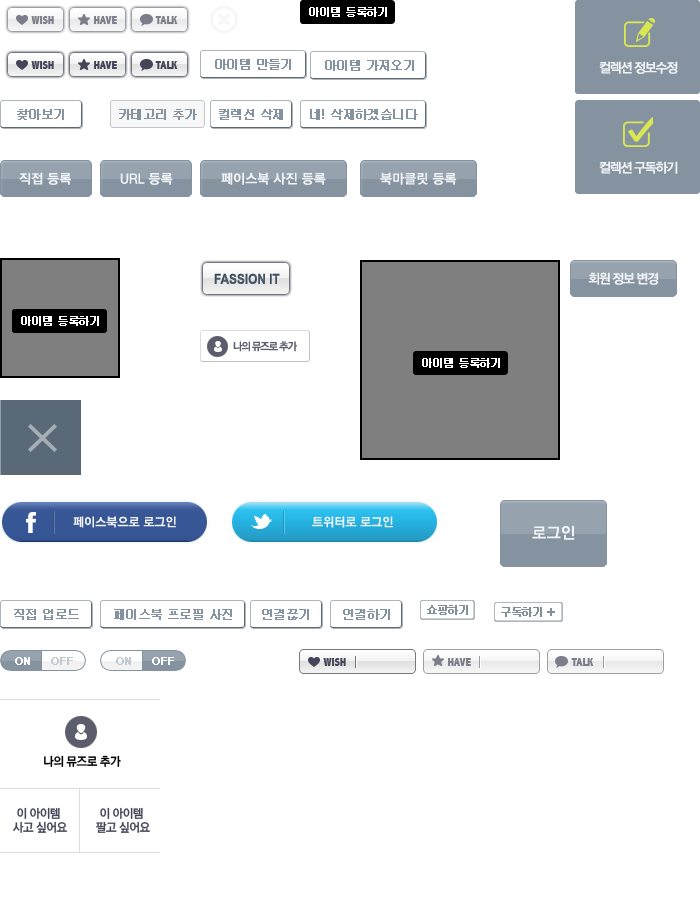 WISH HAVE TALK
아이템 등록하기
WISH HAVE TALK
아이템 만들기
아이템 가져오기
컬렉션 정보수정
찾아보기
카테고리 추가
컬렉션 삭제
네! 삭제하겠습니다
컬렉션 구독하기
직접 등록
URL 등록
페이스북 사진 등록
북마클릿 등록
아이템 등록하기
FASSION IT
회원 정보 변경
나의 뮤즈로 추가
아이템 등록하기
페이스북으로 로그인
트위터로 로그인
로그인
직접 업로드
페이스북 프로필 사진
연결끊기
연결하기
쇼핑하기
구독하기 +
ON OFF
ON OFF
WISH
HAVE
TALK
나의 뮤즈로 추가
이 아이템
사고 싶어요
이 아이템
팔고 싶어요